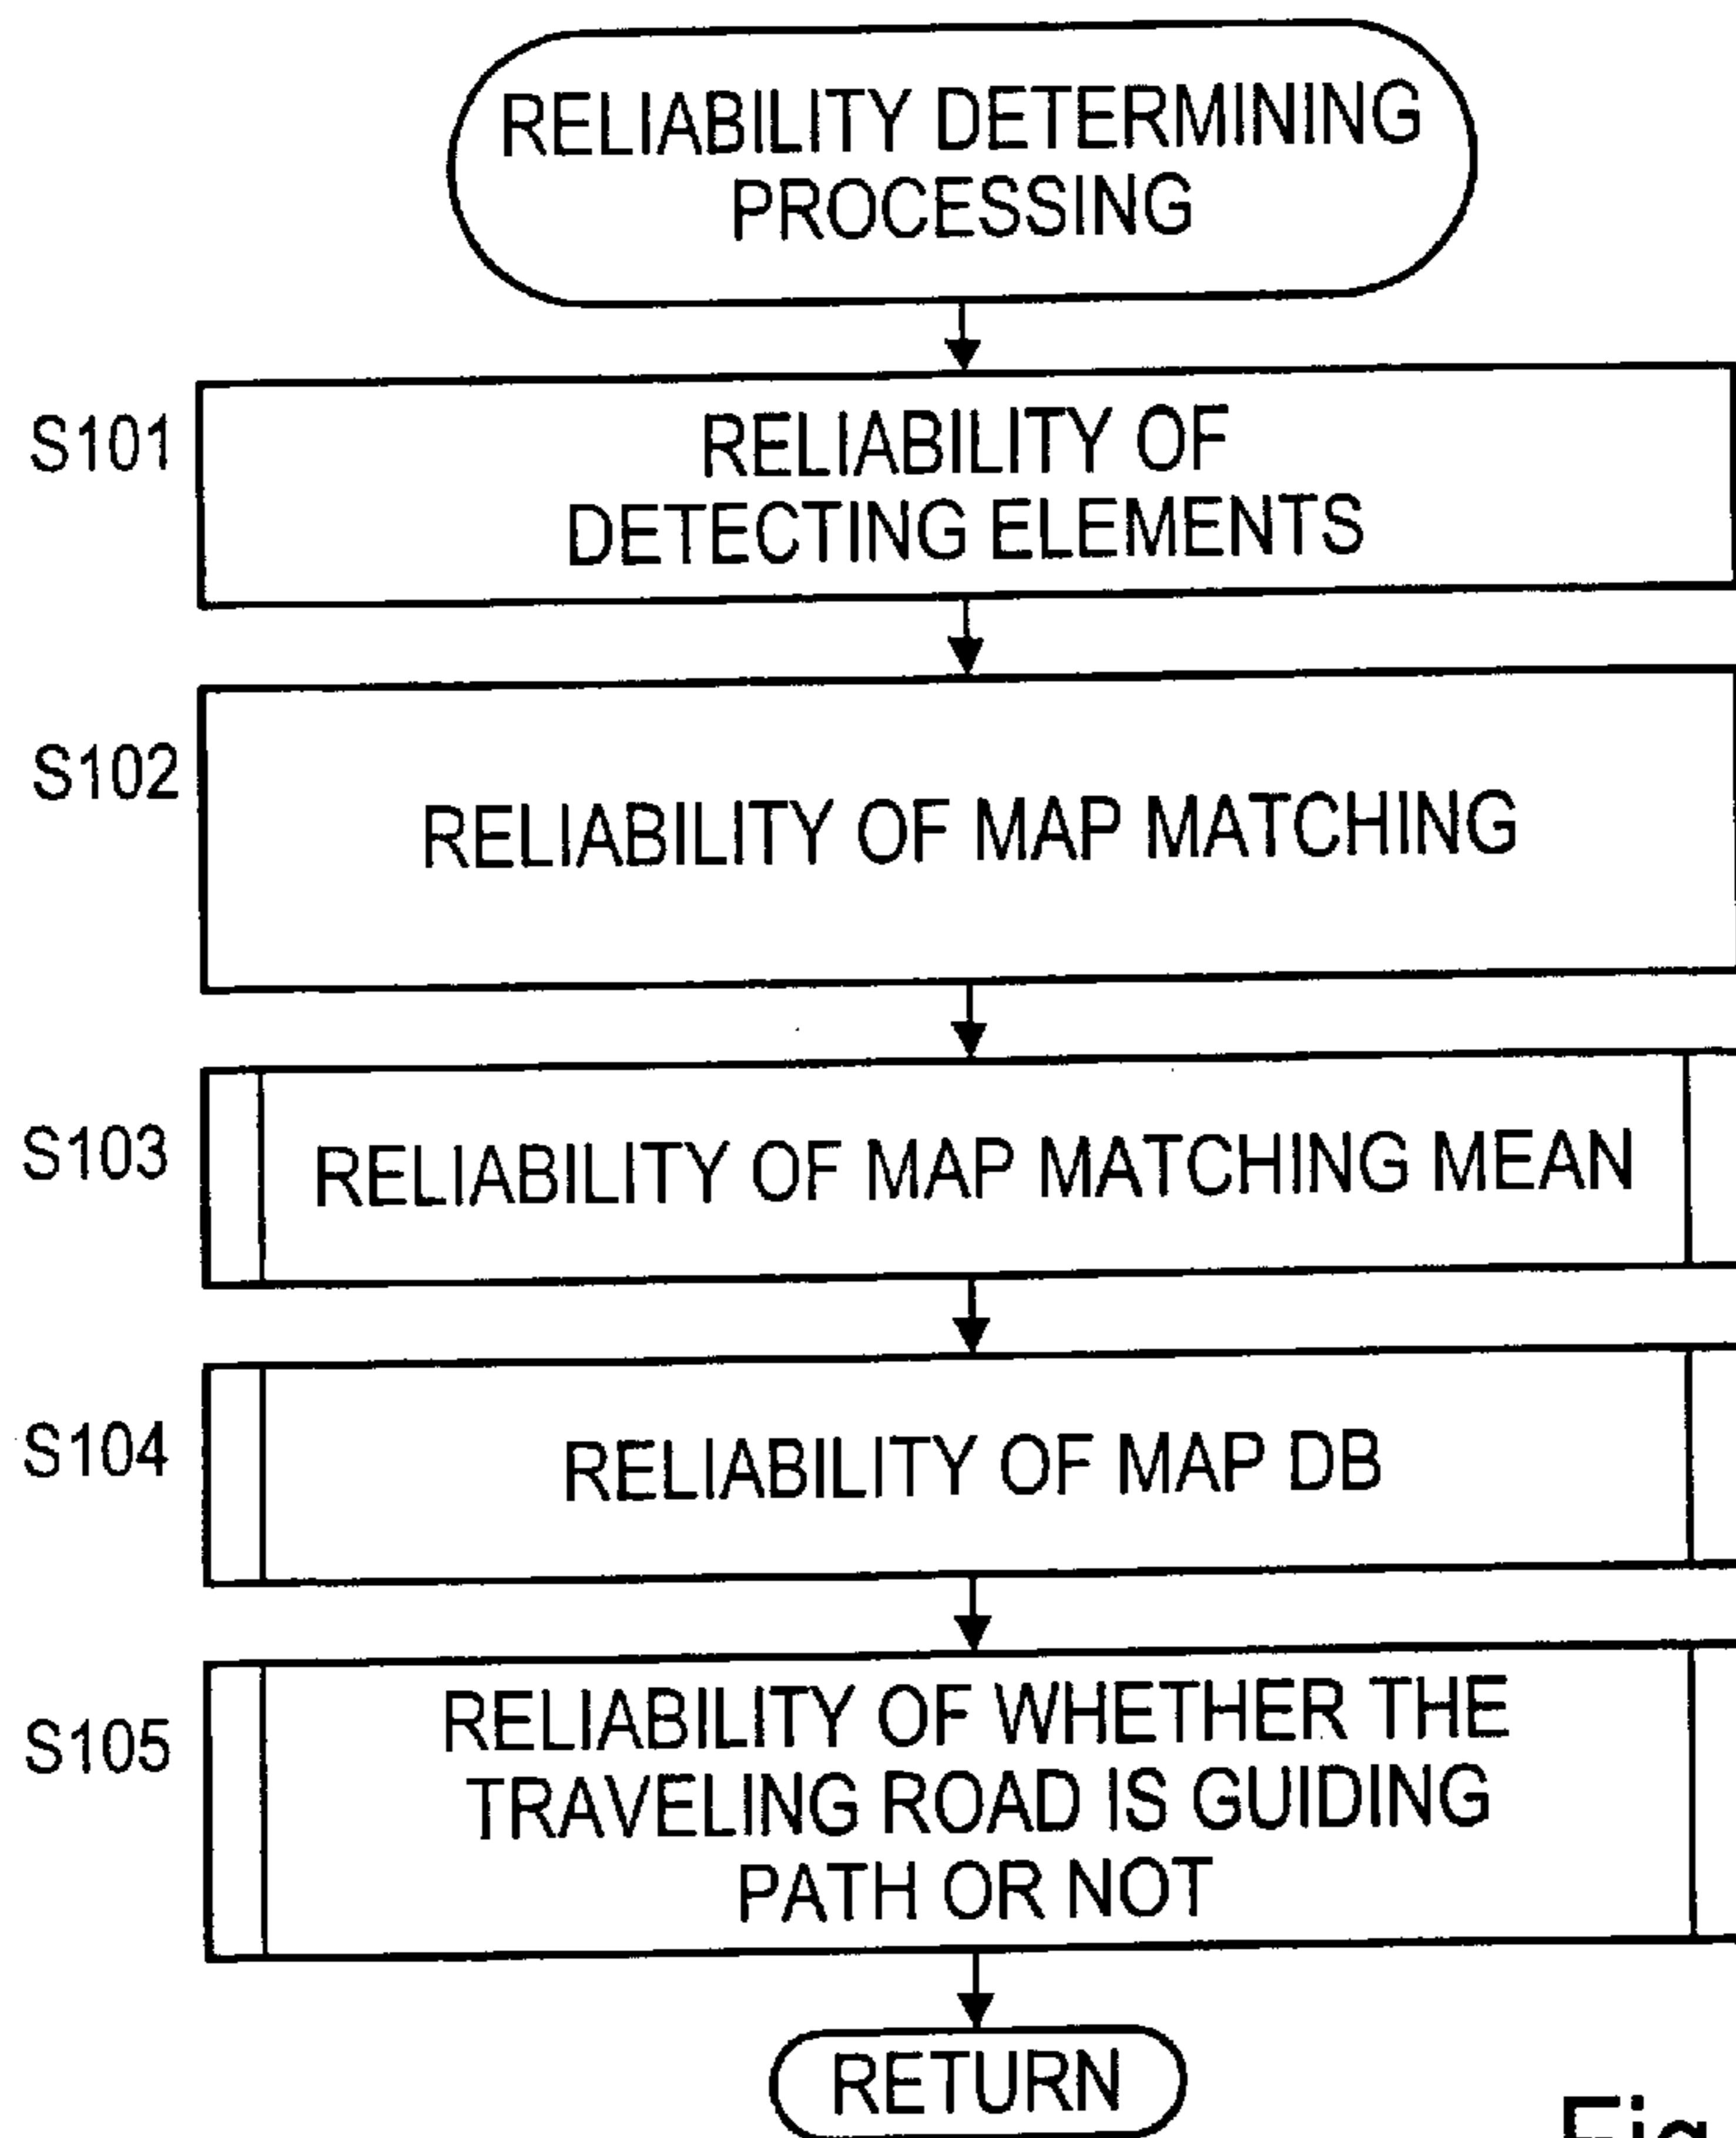 RELIABILITY DETERMINING
PROCESSING
S101
RELIABILITY OF
DETECTING ELEMENTS
S102
RELIABILITY OF MAP MATCHING
S103
RELIABILITY OF MAP MATCHING MEAN
S104
RELIABILITY OF MAP DB
S105
RELIABILITY OF WHETHER THE
TRAVELING ROAD IS GUIDING
PATH OR NOT
RETURN
Fig